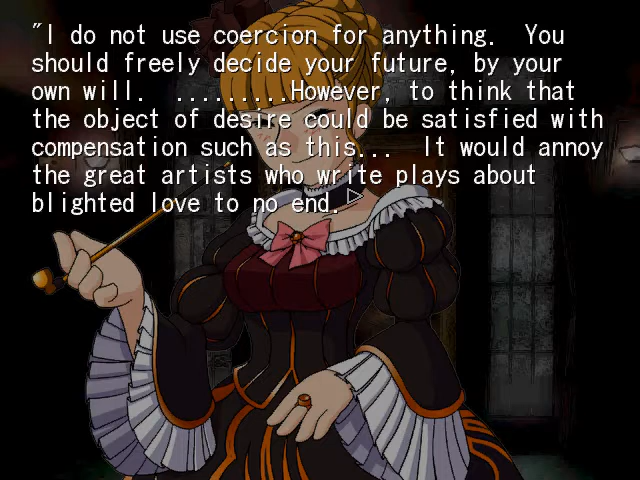 "I do not use coercion for anything.  You
should freely decide your future, by your
own will.  .........However, to think that
the object of desire could be satisfied with
compensation such as this...  It would annoy
the great artists who write plays about
blighted love to no end.